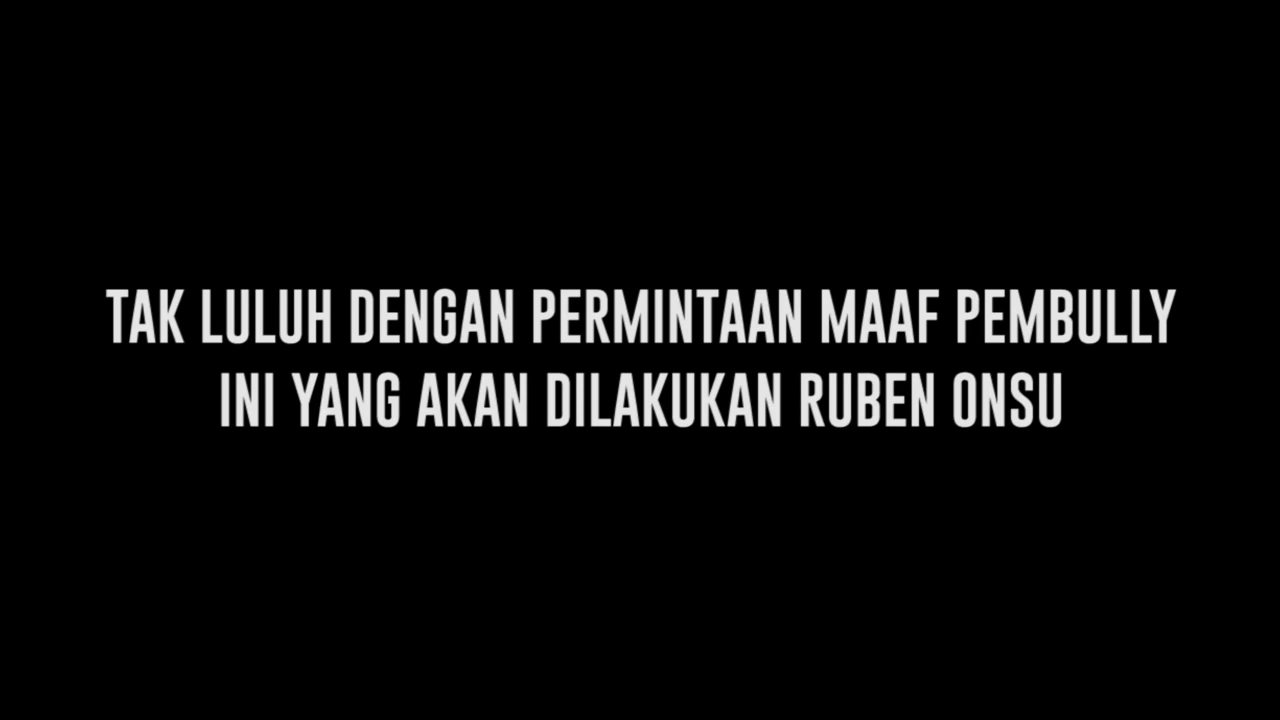 TAK LULUH DENGAN PERMINTAAN MAAF PEMBULLY
INI YANG AKAN DILAKUKAN RUBEN ONSU